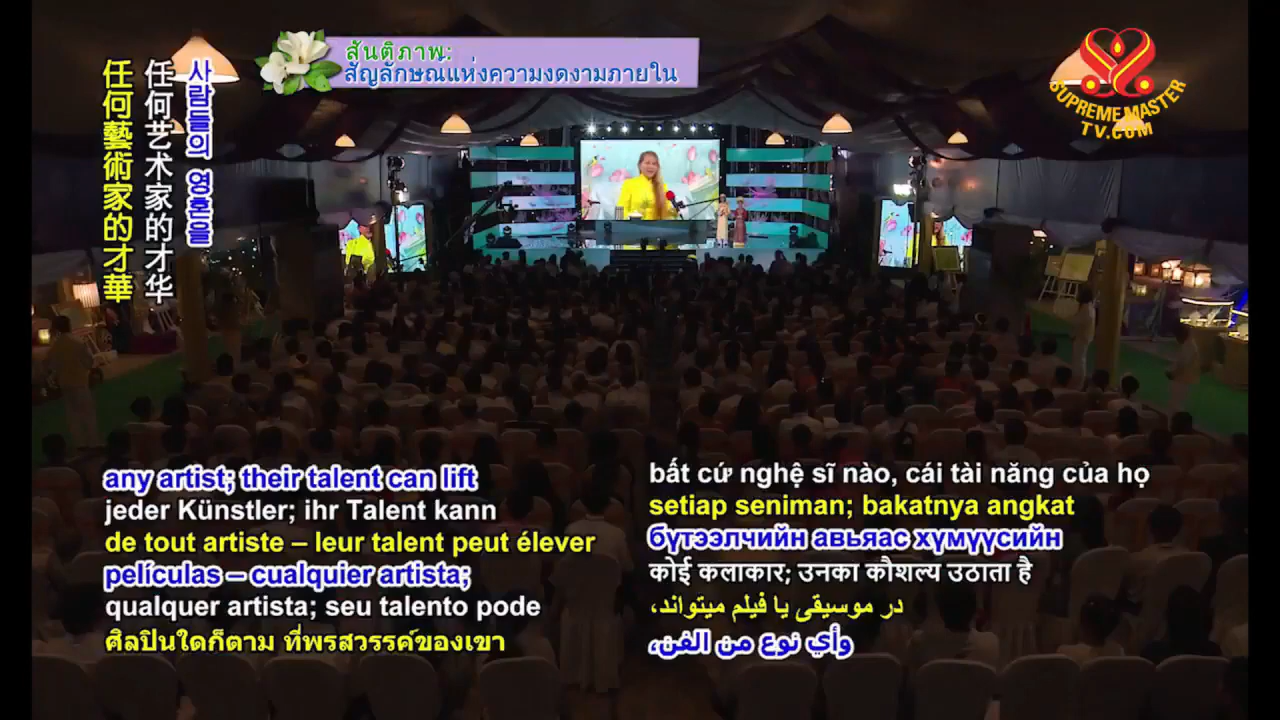 สันติภาพ:
สัญลักษณ์แห่งความงดงามภายใน
SUPREME MASTER
TV.COM
任何藝術家的才華
任何艺术家的才华
사람들의 영혼을
any artist; their talent can lift
jeder Künstler; ihr Talent kann
de tout artiste – leur talent peut élever
películas – cualquier artista;
qualquer artista; seu talento pode
ศิลปินใดก็ตาม ที่พรสวรรค์ของเขา
bất cứ nghệ sĩ nào, cái tài năng của họ
setiap seniman; bakatnya angkat
бүтээлчийн авьяас хүмүүсийн
कोई कलाकार; उनका कौशल्य उठाता है
در موسیقی یا فیلم میتواند،
وأي نوع من الفن،